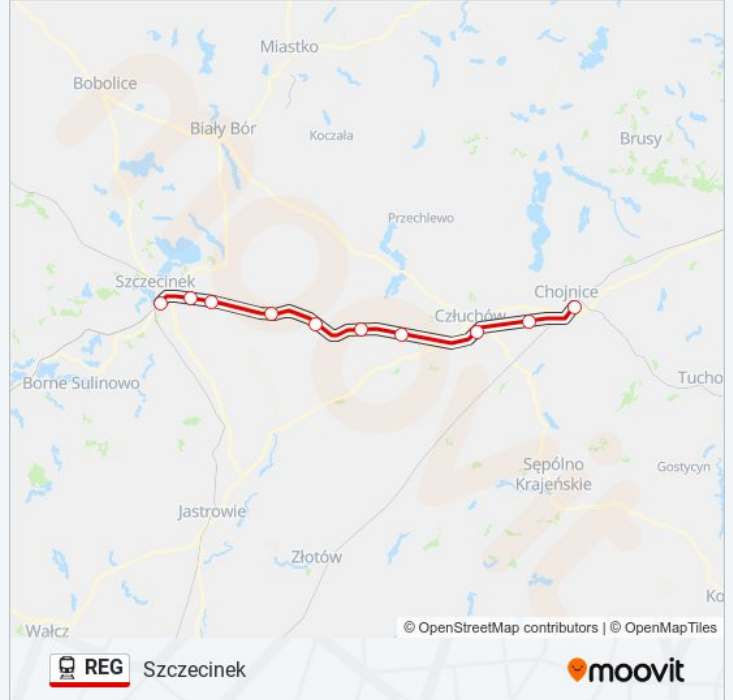 Miastko
Bobolice
Biały Bór
Koczała
Brusy
Przechlewo
Szczecinek
Chojnice
Człuchów
Borne Sulinowo
Tucho
Sępólno
Krajeńskie
Gostycyn
Jastrowie
Złotów
Ko
Wałcz
© OpenStreetMap contributors | © OpenMapTiles
REG Szczecinek
moovit
moovit